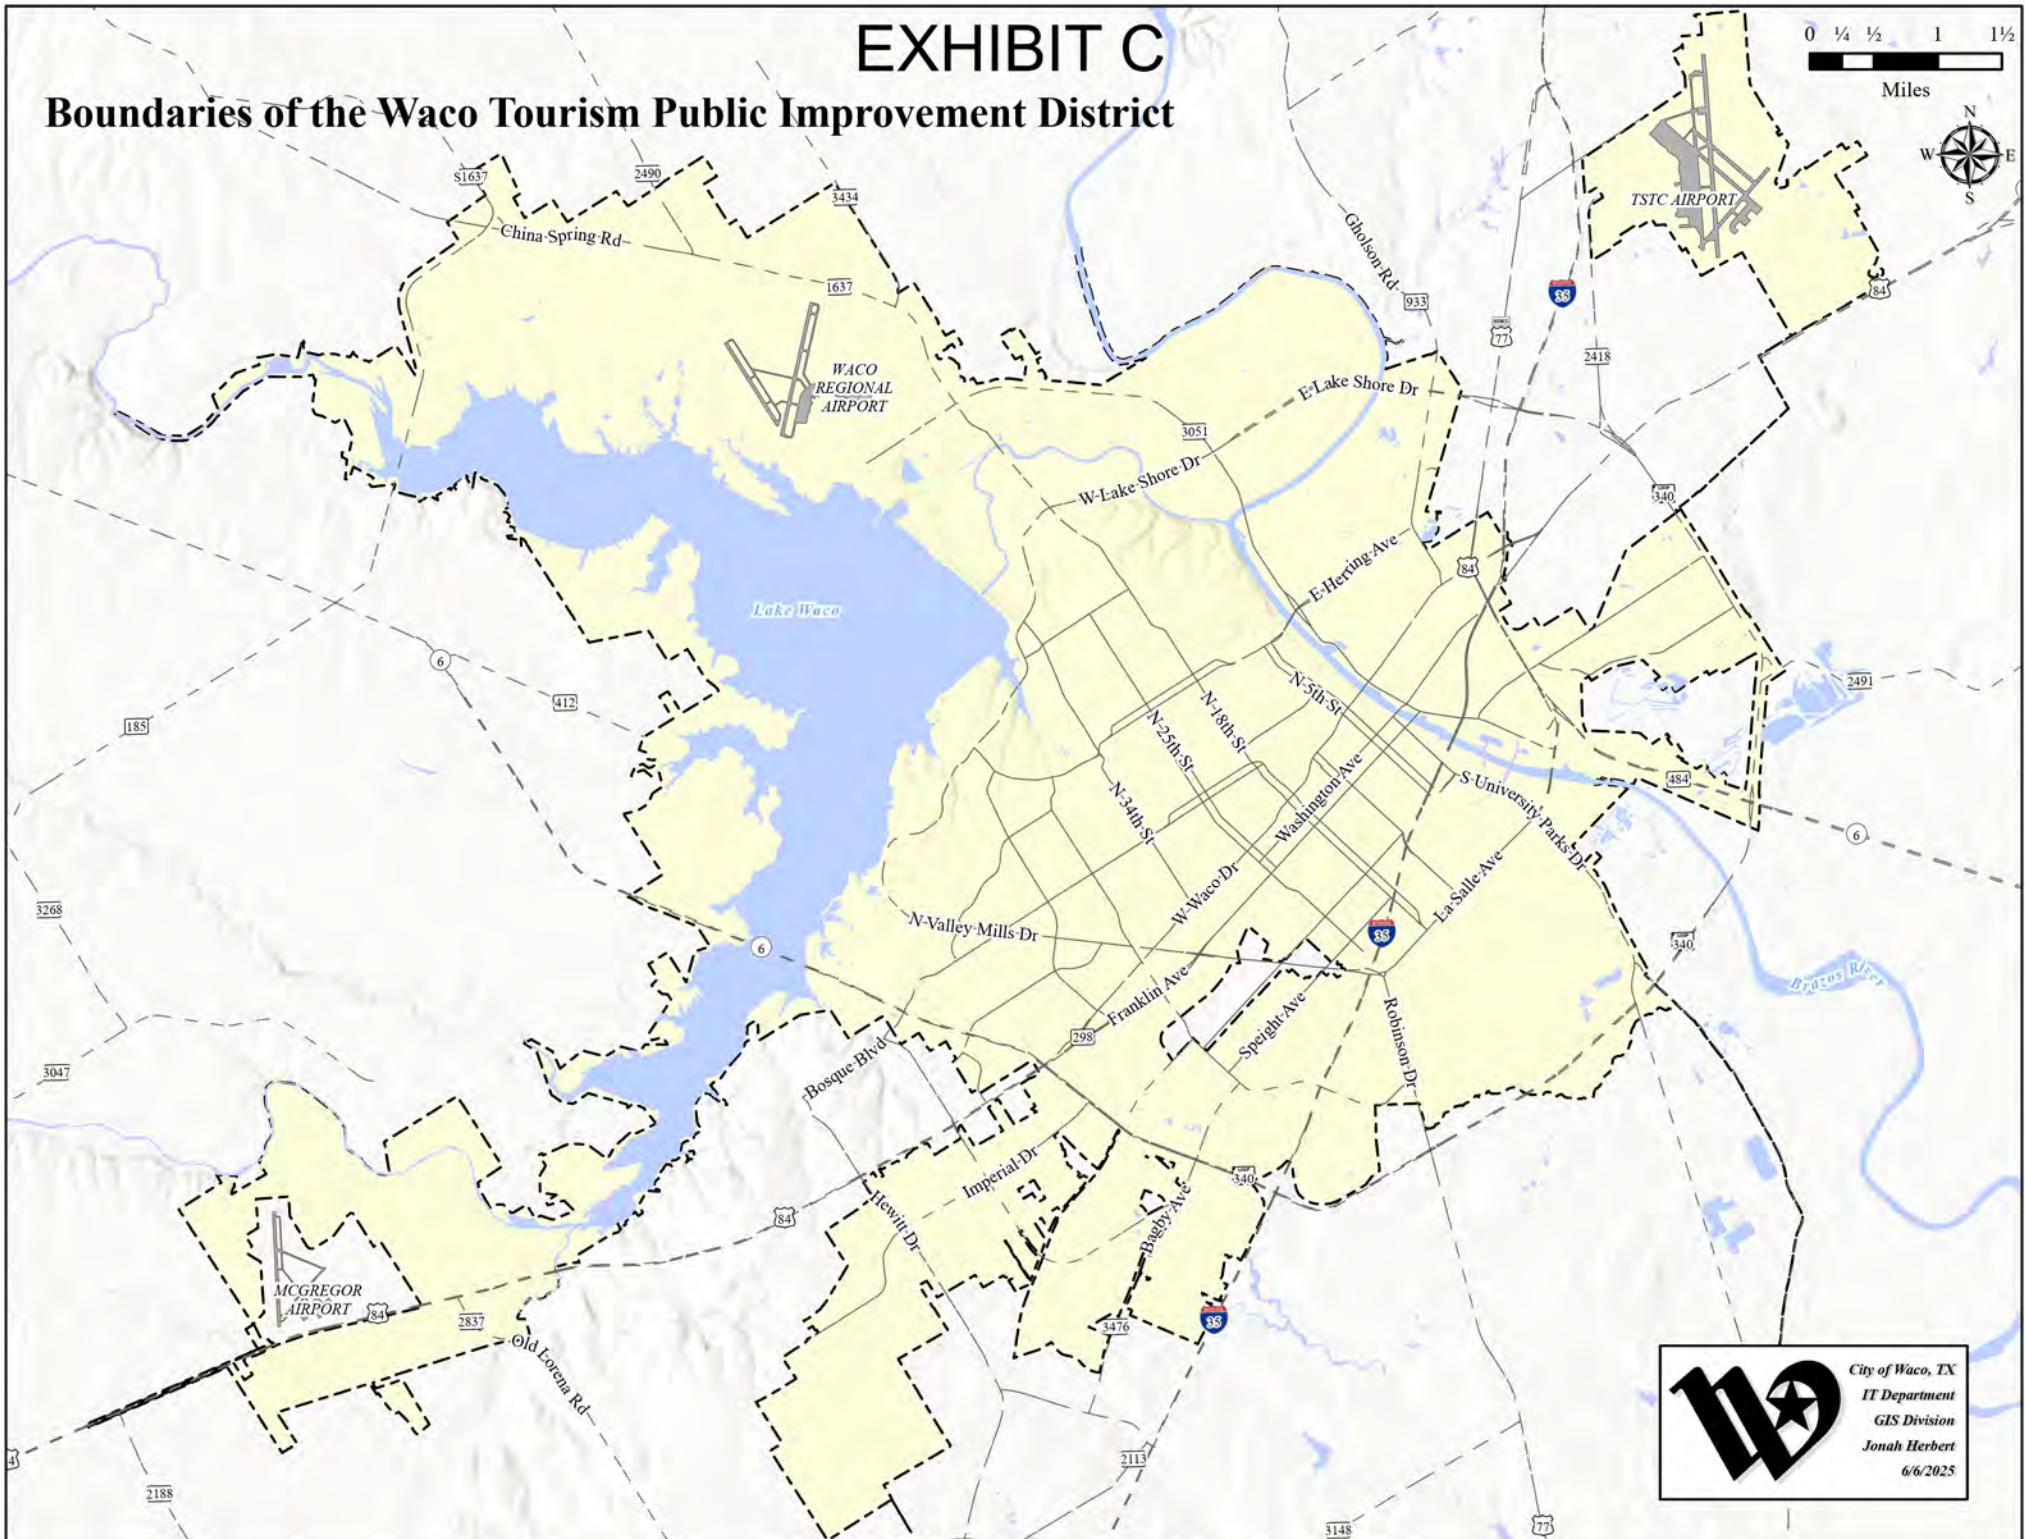 EXHIBIT C
Boundaries of the Waco Tourism Public Improvement District
0 ¼ ½ 1 1½
Miles
N
W E
S
S1637
2490
3434
TSTC AIRPORT
China Spring Rd
Gholson Rd
1637
933
35
84
BUSINESS
77
2418
WACO
REGIONAL
AIRPORT
E Lake Shore Dr
3051
W Lake Shore Dr
LOOP
340
E Herring Ave
84
Lake Waco
6
412
185
N 5th St
N 18th St
N 25th St
N 34th St
Washington Ave
2491
S University Parks Dr
484
6
La Salle Ave
W Waco Dr
3268
N Valley Mills Dr
6
35
LOOP
340
Brazos River
Franklin Ave
298
Speight Ave
Robinson Dr
Bosque Blvd
3047
Imperial Dr
LOOP
340
Hewitt Dr
84
Bagby Ave
MCGREGOR
AIRPORT
84
2837
Old Lorena Rd
3476
35
4
2188
2113
3148
77
City of Waco, TX
IT Department
GIS Division
Jonah Herbert
6/6/2025